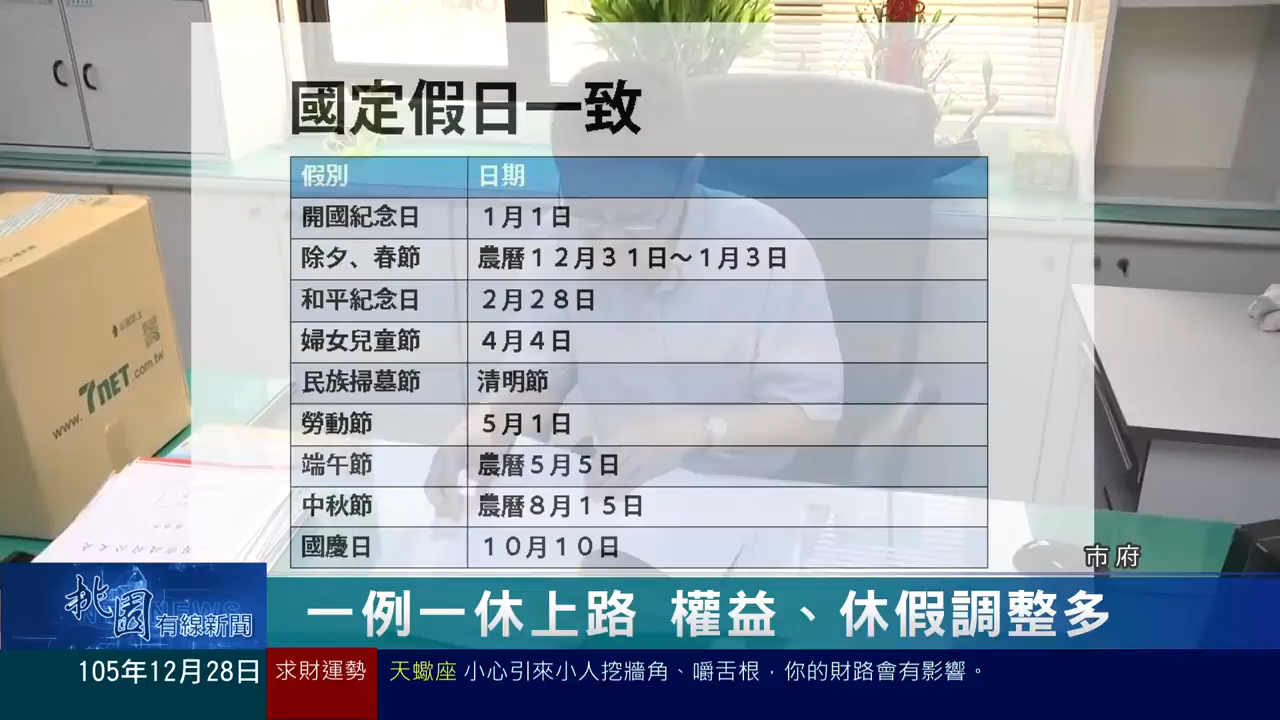 國定假日一致
假別 日期
開國紀念日 １月１日
除夕、春節 農曆１２月３１日～１月３日
和平紀念日 ２月２８日
婦女兒童節 ４月４日
民族掃墓節 清明節
勞動節 ５月１日
端午節 農曆５月５日
中秋節 農曆８月１５日
國慶日 １０月１０日
7NET
www. .com.tw
市府
桃園 NEWS
有線新聞
一例一休上路 權益、休假調整多
105年12月28日 求財運勢 天蠍座 小心引來小人挖牆角、嚼舌根，你的財路會有影響。